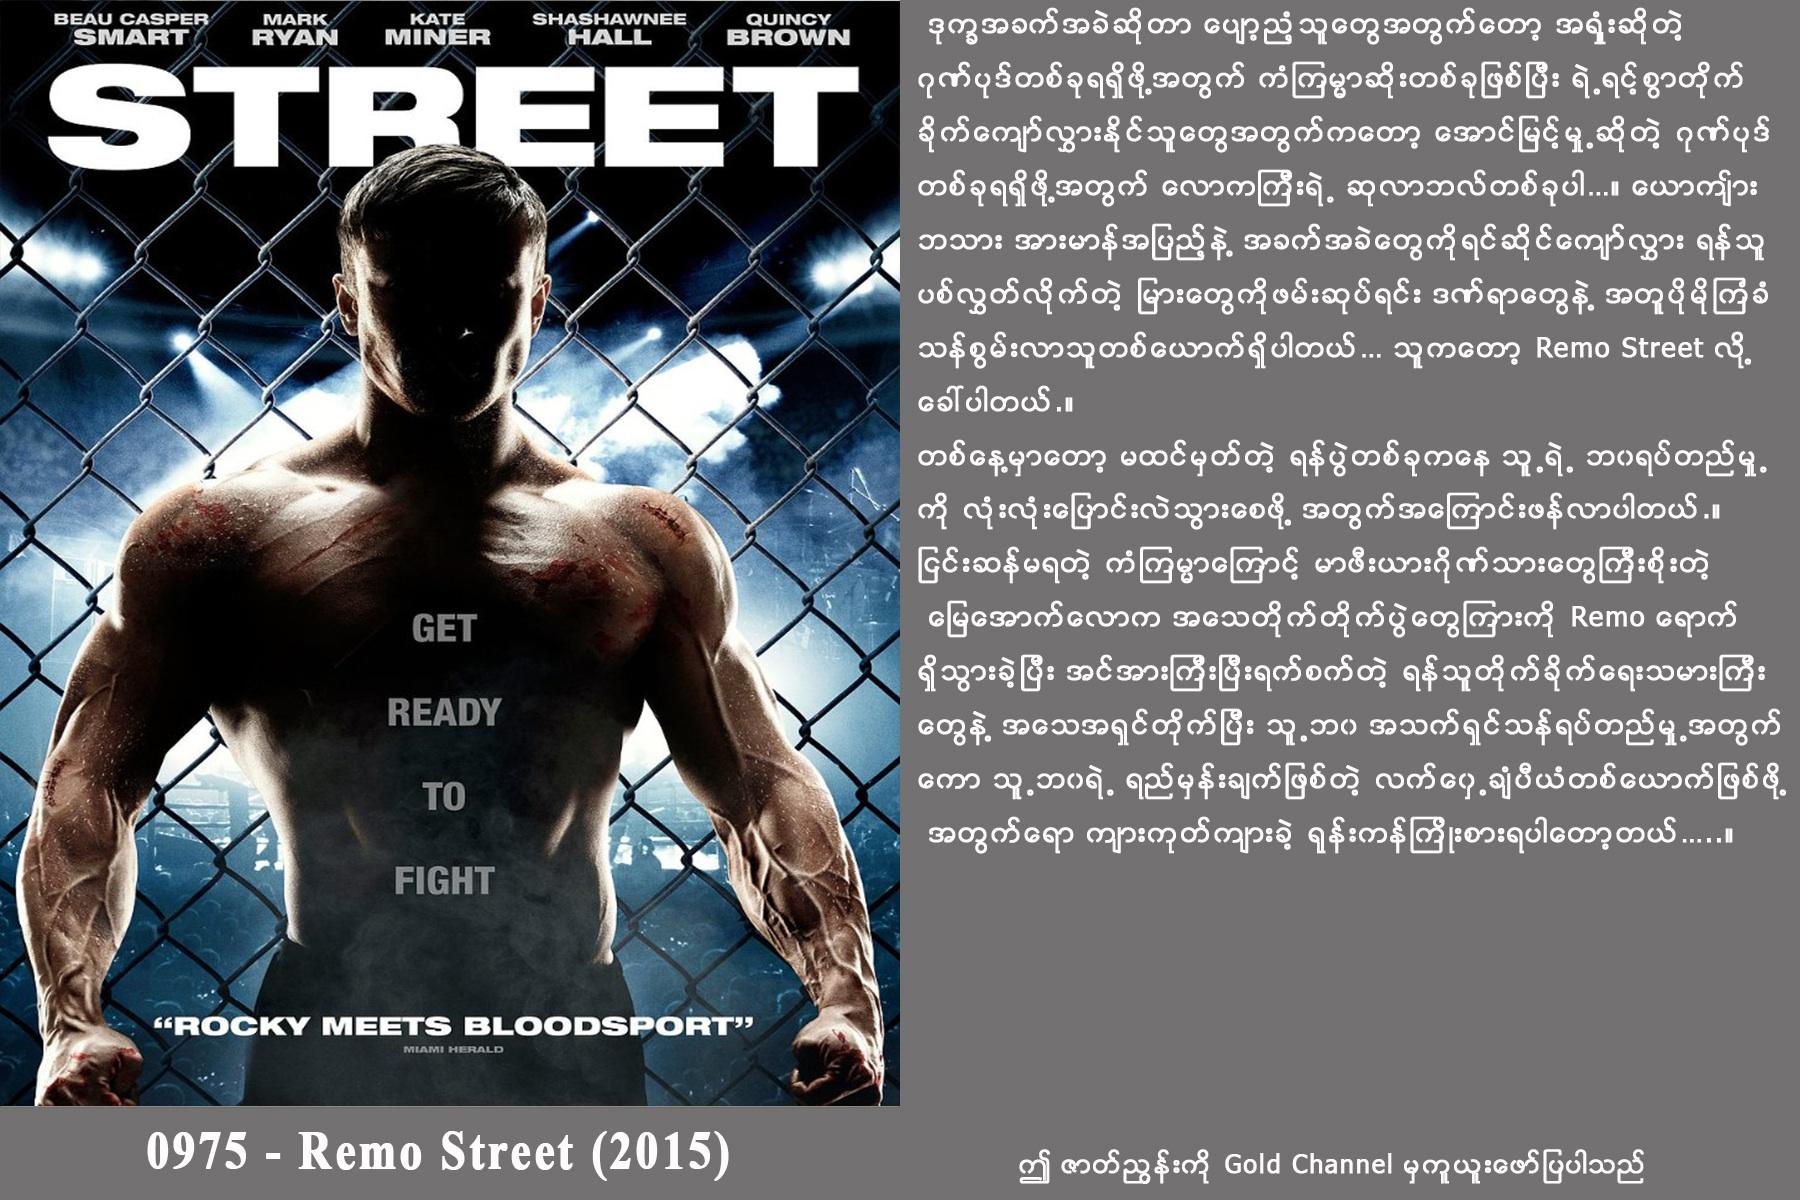 BEAU CASPER SMART
MARK RYAN
KATE MINER
SHASHAWNEE HALL
QUINCY BROWN
STREET
GET
READY
TO
FIGHT
“ROCKY MEETS BLOODSPORT”
MIAMI HERALD
0975 - Remo Street (2015)
ဒုက္ခအခက်အခဲဆိုတာ ပျော့ညံ့သူတွေအတွက်တော့ အရှုံးဆိုတဲ့
ဂုဏ်ပုဒ်တစ်ခုရရှိဖို့အတွက် ကံကြမ္မာဆိုးတစ်ခုဖြစ်ပြီး ရဲ့ရင့်စွာတိုက်
ခိုက်ကျော်လွှားနိုင်သူတွေအတွက်ကတော့ အောင်မြင့်မှု့ဆိုတဲ့ ဂုဏ်ပုဒ်
တစ်ခုရရှိဖို့အတွက် လောကကြီးရဲ့ ဆုလာဘလ်တစ်ခုပါ...။ ယောကျ်ား
ဘသား အားမာန်အပြည့်နဲ့ အခက်အခဲတွေကိုရင်ဆိုင်ကျော်လွှား ရန်သူ
ပစ်လွှတ်လိုက်တဲ့ မြားတွေကိုဖမ်းဆုပ်ရင်း ဒဏ်ရာတွေနဲ့ အတူပိုမိုကြံ့ခံ
သန်စွမ်းလာသူတစ်ယောက်ရှိပါတယ်... သူကတော့ Remo Street လို့
ခေါ်ပါတယ်.။
တစ်နေ့မှာတော့ မထင်မှတ်တဲ့ ရန်ပွဲတစ်ခုကနေ သူ့ရဲ့ ဘ၀ရပ်တည်မှု့
ကို လုံးလုံးပြောင်းလဲသွားစေဖို့ အတွက်အကြောင်းဖန်လာပါတယ်.။
ငြင်းဆန်မရတဲ့ ကံကြမ္မာကြောင့် မာဖီးယားဂိုဏ်သားတွေကြီးစိုးတဲ့
မြေအောက်လောက အသေတိုက်တိုက်ပွဲတွေကြားကို Remo ရောက်
ရှိသွားခဲ့ပြီး အင်အားကြီးပြီးရက်စက်တဲ့ ရန်သူတိုက်ခိုက်ရေးသမားကြီး
တွေနဲ့ အသေအရှင်တိုက်ပြီး သူ့ဘ၀ အသက်ရှင်သန်ရပ်တည်မှု့အတွက်
ကော သူ့ဘ၀ရဲ့ ရည်မှန်းချက်ဖြစ်တဲ့ လက်ဝှေ့ချံပီယံတစ်ယောက်ဖြစ်ဖို့
အတွက်ရော ကျားကုတ်ကျားခဲ ရုန်းကန်ကြိုးစားရပါတော့တယ်.....။
ဤ ဇာတ်ညွန်းကို Gold Channel မှကူယူးဖော်ပြပါသည်